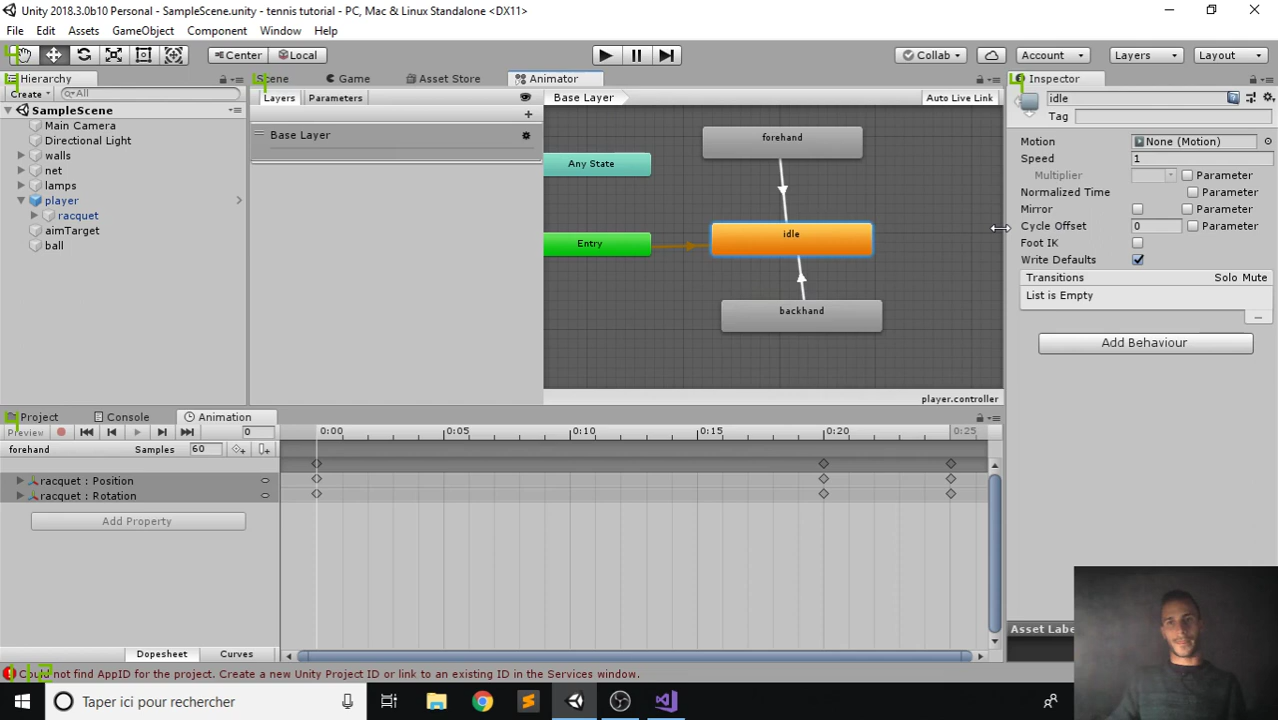 Unity 2018.3.0b10 Personal - SampleScene.unity - tennis tutorial - PC, Mac & Linux Standalone <DX11>
File Edit Assets GameObject Component Window Help
Center Local Collab Account Layers Layout
Hierarchy
Create All
SampleScene
Main Camera
Directional Light
walls
net
lamps
player
racquet
aimTarget
ball
Scene Game Asset Store Animator
Layers Parameters Base Layer Auto Live Link
Base Layer
Any State
Entry
forehand
idle
backhand
player.controller
Inspector
idle
Tag
Motion None (Motion)
Speed 1
Multiplier Parameter
Normalized Time Parameter
Mirror Parameter
Cycle Offset 0 Parameter
Foot IK
Write Defaults
Transitions Solo Mute
List is Empty
Add Behaviour
Project Console Animation
Preview 0 0:00 0:05 0:10 0:15 0:20 0:25
forehand Samples 60
racquet : Position
racquet : Rotation
Add Property
Dopesheet Curves
Asset Labe
Could not find AppID for the project. Create a new Unity Project ID or link to an existing ID in the Services window.
Taper ici pour rechercher